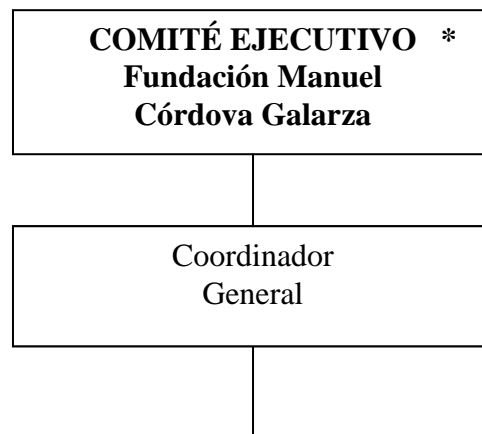 COMITÉ EJECUTIVO *
Fundación Manuel
Córdova Galarza
Coordinador
General